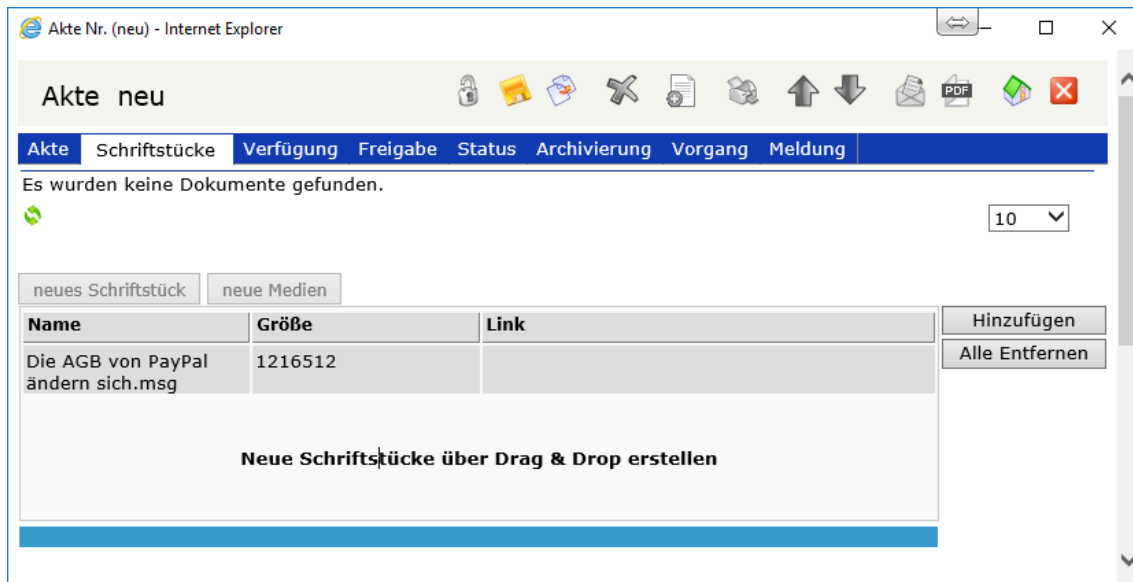 Akte Nr. (neu) - Internet Explorer
Akte neu
PDF
Akte Schriftstücke Verfügung Freigabe Status Archivierung Vorgang Meldung
Es wurden keine Dokumente gefunden.
10
neues Schriftstück neue Medien
Name Größe Link
Hinzufügen
Die AGB von PayPal 1216512
ändern sich.msg
Alle Entfernen
Neue Schriftstücke über Drag & Drop erstellen